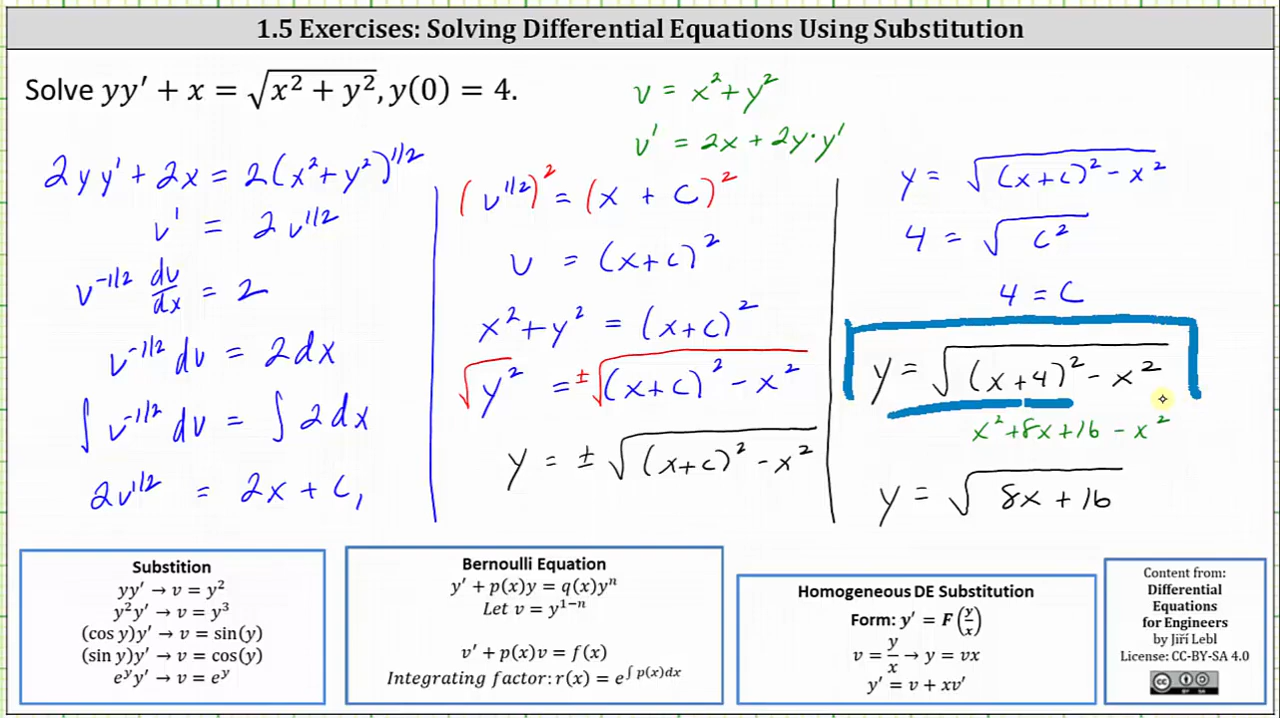 1.5 Exercises: Solving Differential Equations Using Substitution
Solve yy′ + x = √(x² + y²), y(0) = 4.
v = x² + y²
v' = 2x + 2y·y'
2yy' + 2x = 2(x² + y²)^1/2
v' = 2v^1/2
v^-1/2 dv/dx = 2
v^-1/2 dv = 2dx
∫ v^-1/2 dv = ∫ 2dx
2v^1/2 = 2x + C₁
(v^1/2)² = (x + C)²
v = (x+C)²
x² + y² = (x+C)²
√y² = ±√((x+C)² - x²)
y = ±√((x+C)² - x²)
y = √((x+C)² - x²)
4 = √C²
4 = C
y = √((x+4)² - x²)
x² + 8x + 16 - x²
y = √(8x + 16)
Substition
yy′ → v = y²
y²y′ → v = y³
(cos y)y′ → v = sin(y)
(sin y)y′ → v = cos(y)
e^y y′ → v = e^y
Bernoulli Equation
y′ + p(x)y = q(x)y^n
Let v = y^(1−n)
v′ + p(x)v = f(x)
Integrating factor: r(x) = e^(∫ p(x)dx)
Homogeneous DE Substitution
Form: y′ = F(y/x)
v = y/x → y = vx
y′ = v + xv′
Content from:
Differential
Equations
for Engineers
by Jiří Lebl
License: CC-BY-SA 4.0
cc BY SA